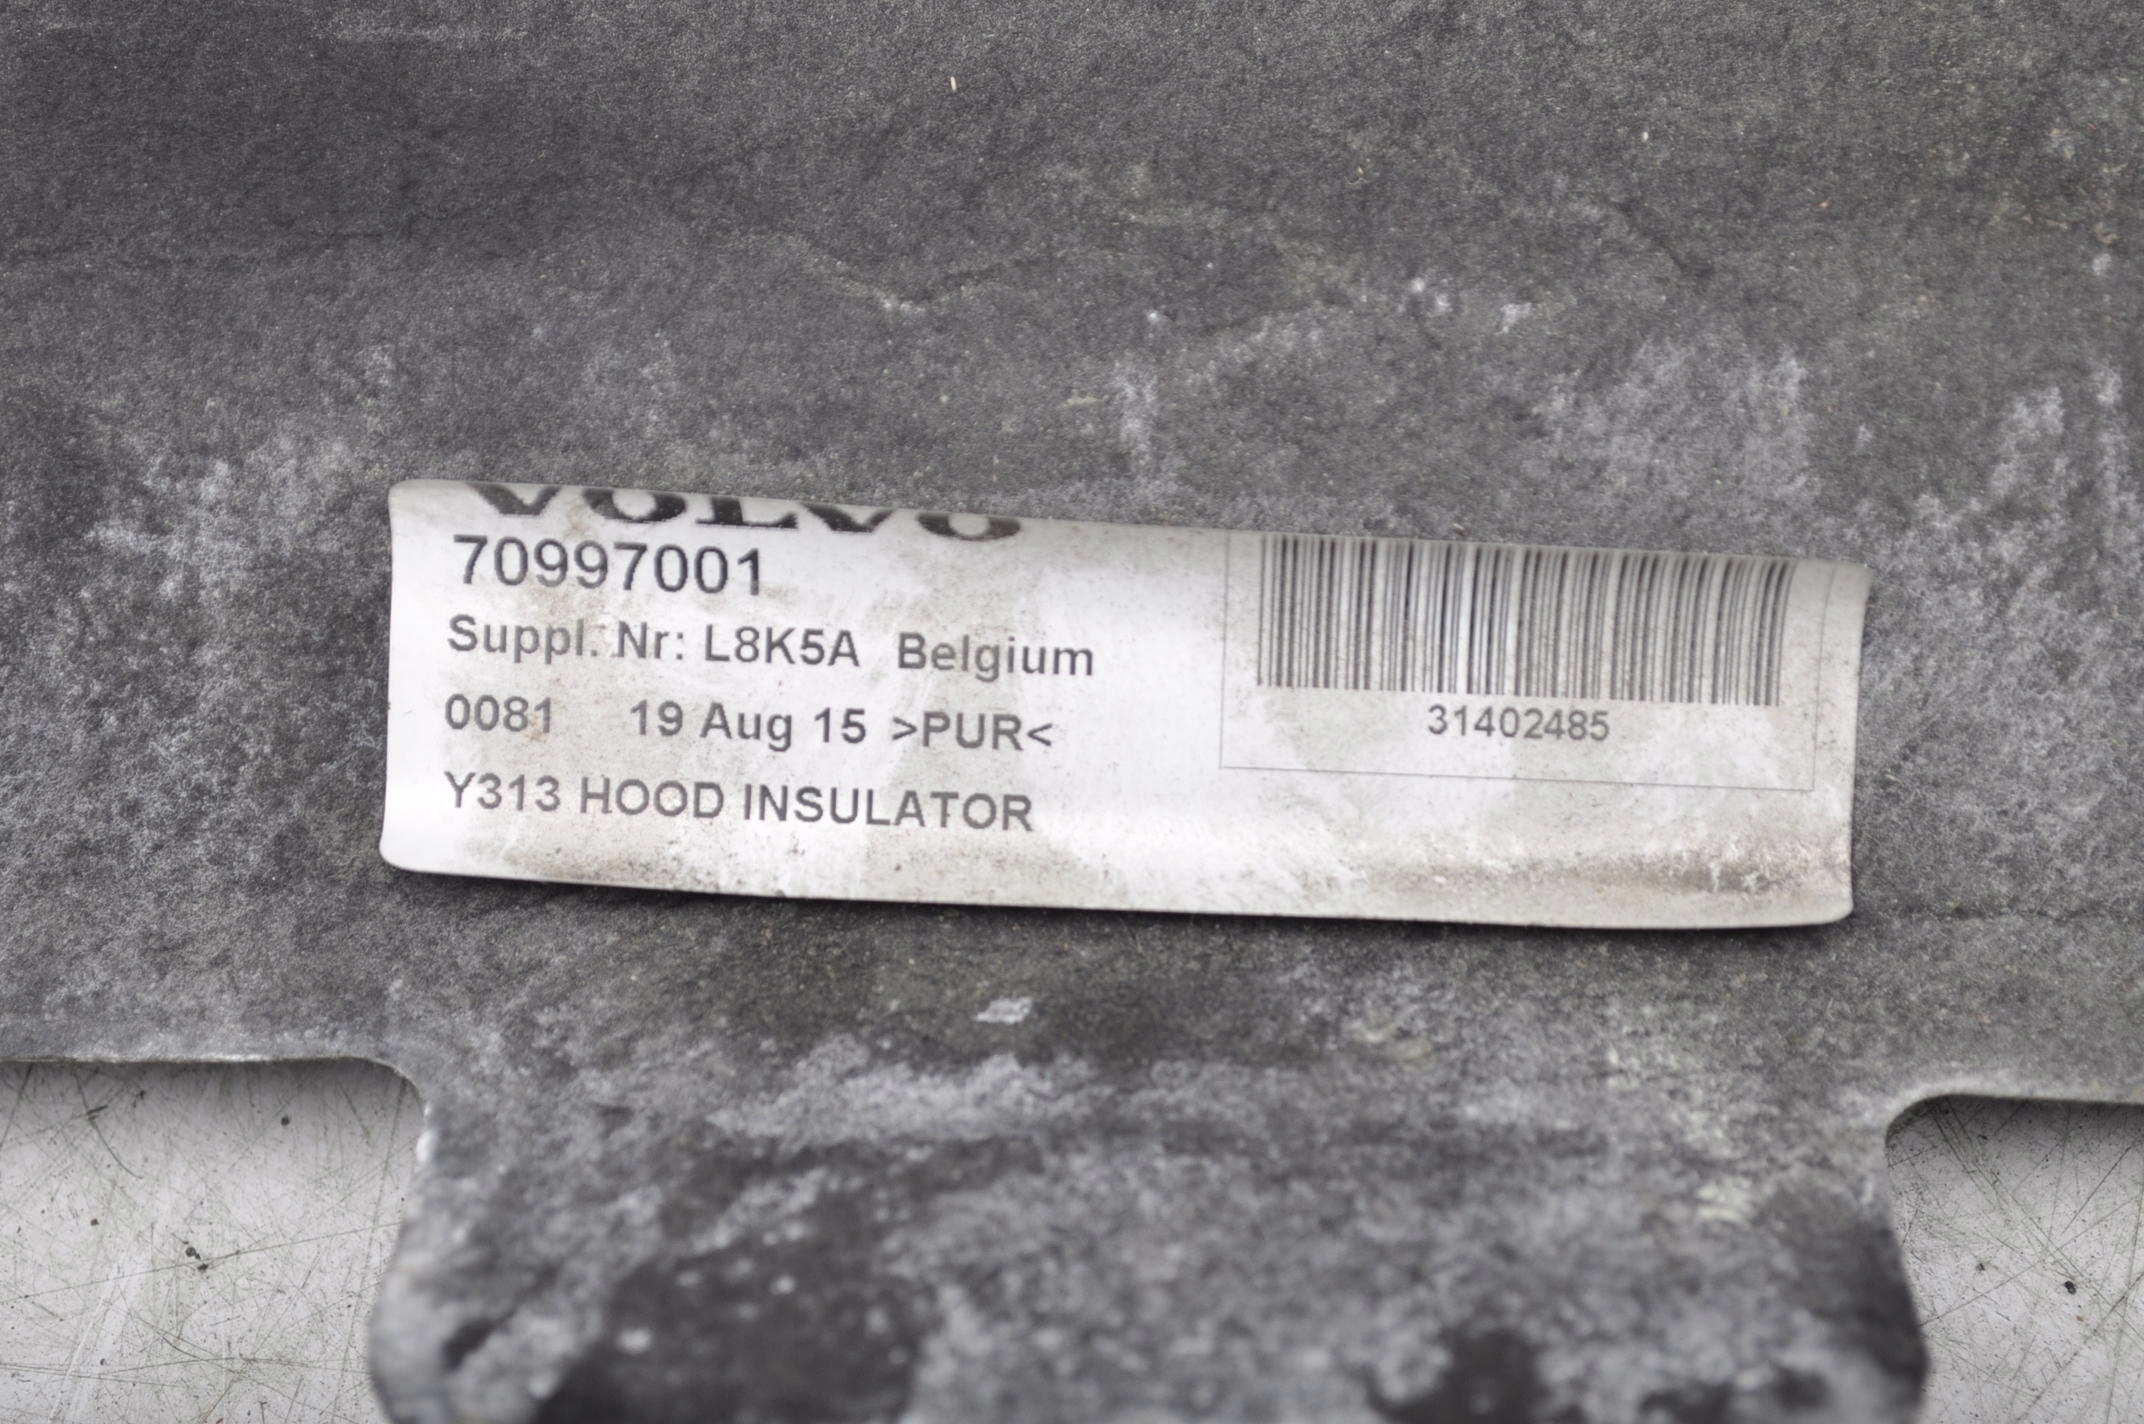 VOLVO
70997001
Suppl. Nr: L8K5A Belgium
0081 19 Aug 15 >PUR<
Y313 HOOD INSULATOR
31402485